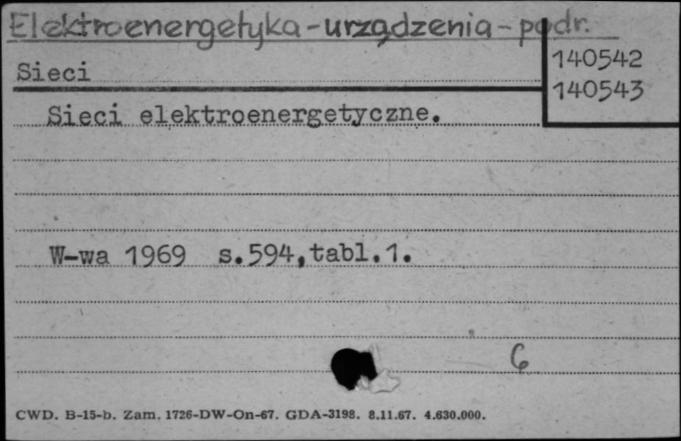 Elektroenergetyka - urządzenia - podr.
140542
Sieci
140543
Sieci elektroenergetyczne.
W-wa 1969 s.594,tabl.1.
6
CWD. B-15-b. Zam. 1726-DW-On-67. GDA-3198. 8.11.67. 4.630.000.